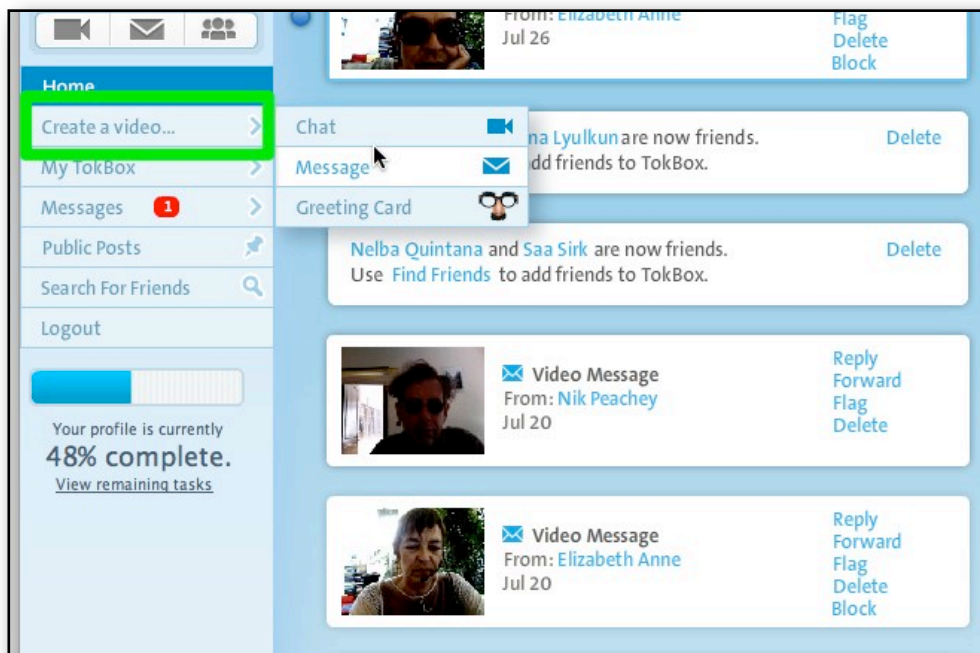 Home
Create a video...
My TokBox
Messages 1
Public Posts
Search For Friends
Logout
Your profile is currently
48% complete.
View remaining tasks
Chat
Message
Greeting Card
From: Elizabeth Anne
Jul 26
Flag
Delete
Block
Lyulkun are now friends.
add friends to TokBox.
Delete
Nelba Quintana and Saa Sirk are now friends.
Use Find Friends to add friends to TokBox.
Delete
Video Message
From: Nik Peachey
Jul 20
Reply
Forward
Flag
Delete
Video Message
From: Elizabeth Anne
Jul 20
Reply
Forward
Flag
Delete
Block